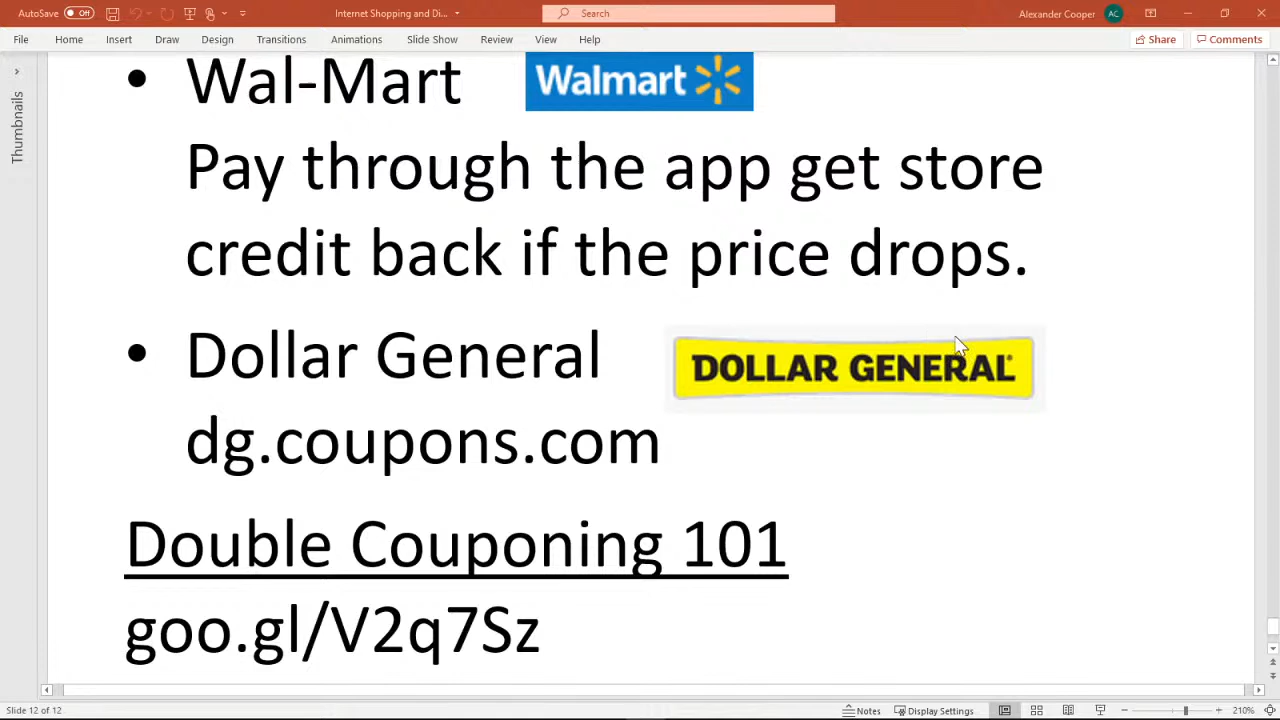 AutoSave Off Internet Shopping and Di... Search Alexander Cooper AC
File Home Insert Draw Design Transitions Animations Slide Show Review View Help Share Comments
Thumbnails
• Wal-Mart Walmart
Pay through the app get store
credit back if the price drops.
• Dollar General DOLLAR GENERAL®
dg.coupons.com
Double Couponing 101
goo.gl/V2q7Sz
Slide 12 of 12 Notes Display Settings 210%